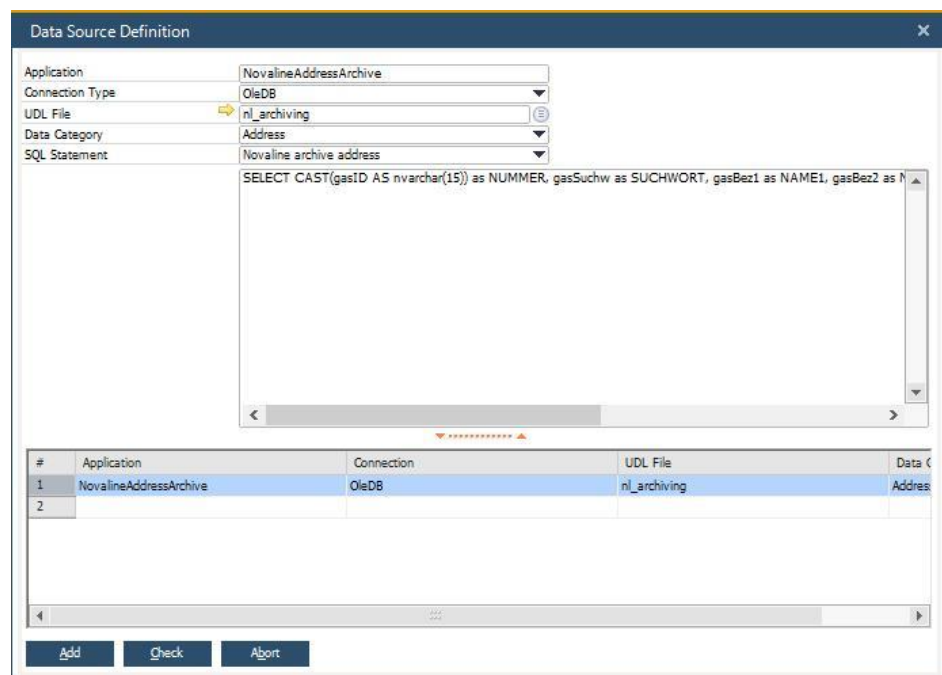 Data Source Definition
Application NovalineAddressArchive
Connection Type OleDB
UDL File nl_archiving
Data Category Address
SQL Statement Novaline archive address
SELECT CAST(gasID AS nvarchar(15)) as NUMMER, gasSuchw as SUCHWORT, gasBez1 as NAME1, gasBez2 as
# Application Connection UDL File Data
1 NovalineAddressArchive OleDB nl_archiving Addres
2
Add Check Abort